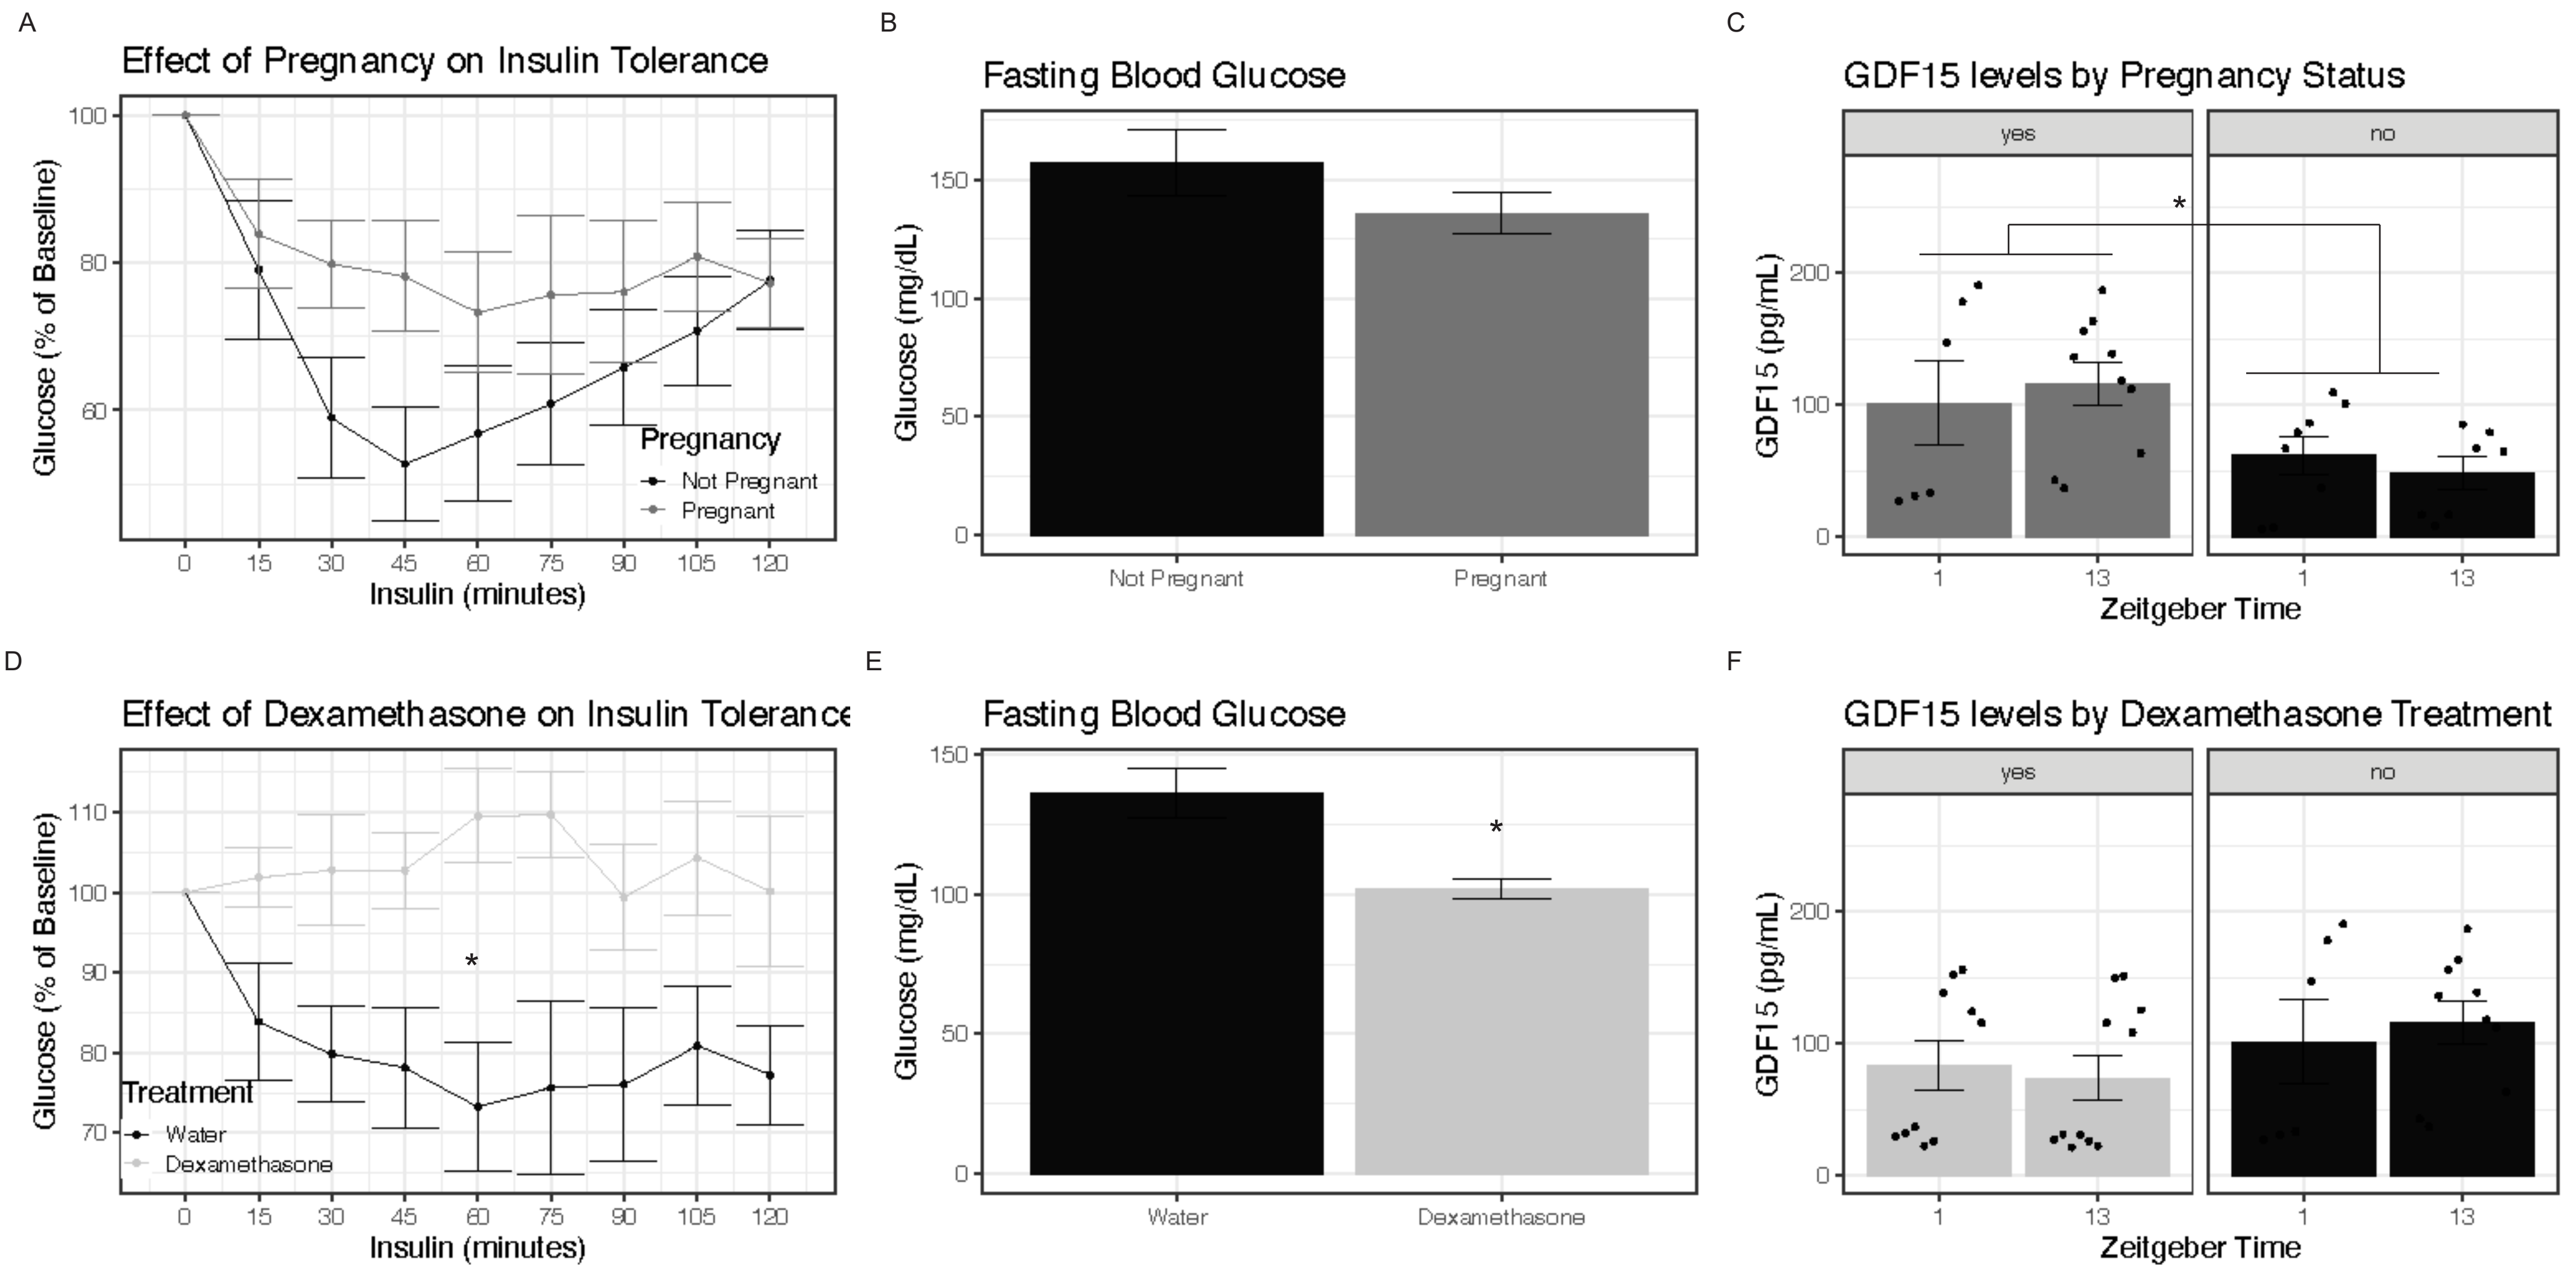 A
Effect of Pregnancy on Insulin Tolerance
Glucose (% of Baseline)
100
80
60
Pregnancy
Not Pregnant
Pregnant
0 15 30 45 60 75 90 105 120
Insulin (minutes)
B
Fasting Blood Glucose
Glucose (mg/dL)
150
100
50
0
Not Pregnant Pregnant
C
GDF15 levels by Pregnancy Status
yes no
*
GDF15 (pg/mL)
200
100
0
1 13 1 13
Zeitgeber Time
D
Effect of Dexamethasone on Insulin Tolerance
Glucose (% of Baseline)
110
100
90
80
70
*
Treatment
Water
Dexamethasone
0 15 30 45 60 75 90 105 120
Insulin (minutes)
E
Fasting Blood Glucose
Glucose (mg/dL)
150
100
50
0
*
Water Dexamethasone
F
GDF15 levels by Dexamethasone Treatment
yes no
GDF15 (pg/mL)
200
100
0
1 13 1 13
Zeitgeber Time